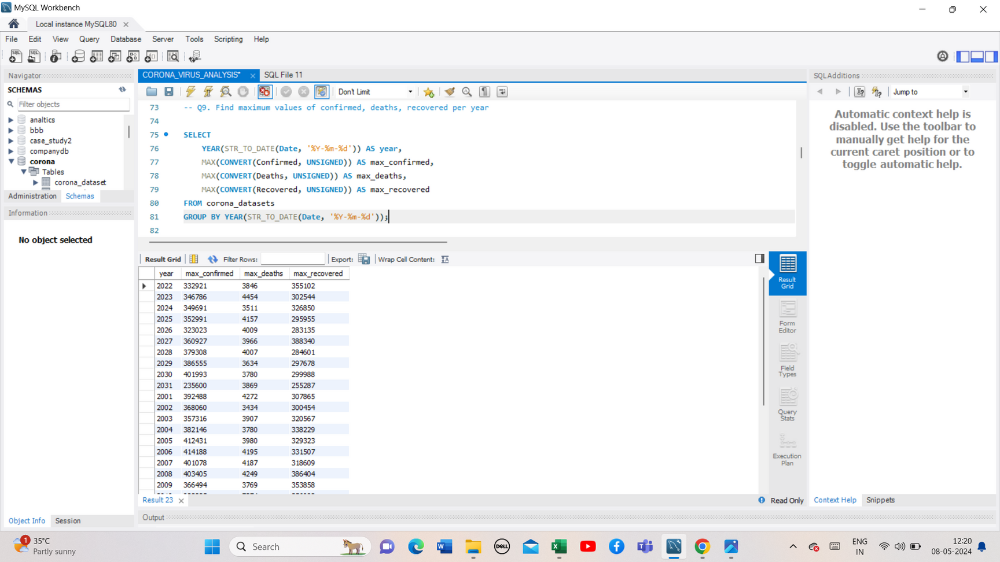 MySQL Workbench
Local instance MySQL80
File Edit View Query Database Server Tools Scripting Help
Navigator
SCHEMAS
Filter objects
analtics
bbb
case_study2
companydb
corona
Tables
corona_dataset
Administration Schemas
Information
No object selected
Object Info Session
CORONA_VIRUS_ANALYSIS* SQL File 11
Don't Limit
73 -- Q9. Find maximum values of confirmed, deaths, recovered per year
74
75 SELECT
76 YEAR(STR_TO_DATE(Date, '%Y-%m-%d')) AS year,
77 MAX(CONVERT(Confirmed, UNSIGNED)) AS max_confirmed,
78 MAX(CONVERT(Deaths, UNSIGNED)) AS max_deaths,
79 MAX(CONVERT(Recovered, UNSIGNED)) AS max_recovered
80 FROM corona_datasets
81 GROUP BY YEAR(STR_TO_DATE(Date, '%Y-%m-%d'));
82
Result Grid Filter Rows: Export: Wrap Cell Content:
year max_confirmed max_deaths max_recovered
2022 332921 3846 355102
2023 346786 4454 302544
2024 349691 3511 326850
2025 352991 4157 295955
2026 323023 4009 283135
2027 360927 3966 388340
2028 379308 4007 284601
2029 386555 3634 297678
2030 401993 3780 299988
2031 235600 3869 255287
2001 392488 4272 307865
2002 368060 3434 300454
2003 357316 3907 320567
2004 382146 3780 338229
2005 412431 3980 329323
2006 414188 4195 331507
2007 401078 4187 318609
2008 403405 4249 386404
2009 366494 3769 353858
Result 23
Read Only
Output
Result
Grid
Form
Editor
Field
Types
Query
Stats
Execution
Plan
SQLAdditions
Jump to
Automatic context help is
disabled. Use the toolbar to
manually get help for the
current caret position or to
toggle automatic help.
Context Help Snippets
1
35°C
Partly sunny
Search
DELL
ENG
IN
12:20
08-05-2024